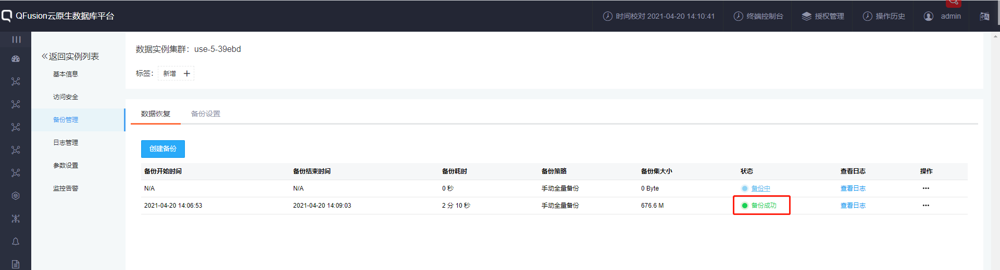 QFusion云原生数据库平台
时间校对 2021-04-20 14:10:41
终端控制台
授权管理
操作历史
admin
返回实例列表
基本信息
访问安全
备份管理
日志管理
参数设置
监控告警
数据实例集群：use-5-39ebd
标签： 新增
数据恢复 备份设置
创建备份
备份开始时间 备份结束时间 备份耗时 备份策略 备份集大小 状态 查看日志 操作
N/A N/A 0 秒 手动全量备份 0 Byte 备份中 查看日志
2021-04-20 14:06:53 2021-04-20 14:09:03 2 分 10 秒 手动全量备份 676.6 M 备份成功 查看日志